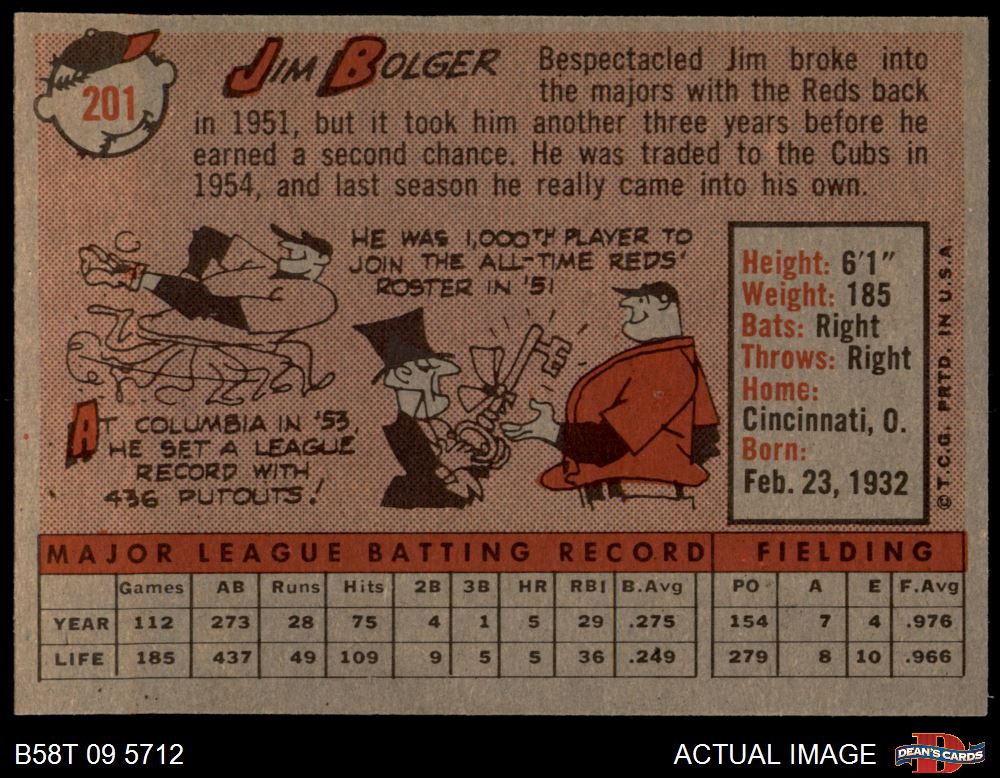 201
JIM BOLGER
Bespectacled Jim broke into
the majors with the Reds back
in 1951, but it took him another three years before he
earned a second chance. He was traded to the Cubs in
1954, and last season he really came into his own.
HE WAS 1,000TH PLAYER TO
JOIN THE ALL-TIME REDS'
ROSTER IN '51
AT COLUMBIA IN '53,
HE SET A LEAGUE
RECORD WITH
436 PUTOUTS!
Height: 6'1"
Weight: 185
Bats: Right
Throws: Right
Home:
Cincinnati, O.
Born:
Feb. 23, 1932
© T.C.G. PRTD. IN U.S.A.
MAJOR LEAGUE BATTING RECORD FIELDING
Games AB Runs Hits 2B 3B HR RBI B.Avg PO A E F.Avg
YEAR 112 273 28 75 4 1 5 29 .275 154 7 4 .976
LIFE 185 437 49 109 9 5 5 36 .249 279 8 10 .966
B58T 09 5712 ACTUAL IMAGE DEAN'S CARDS